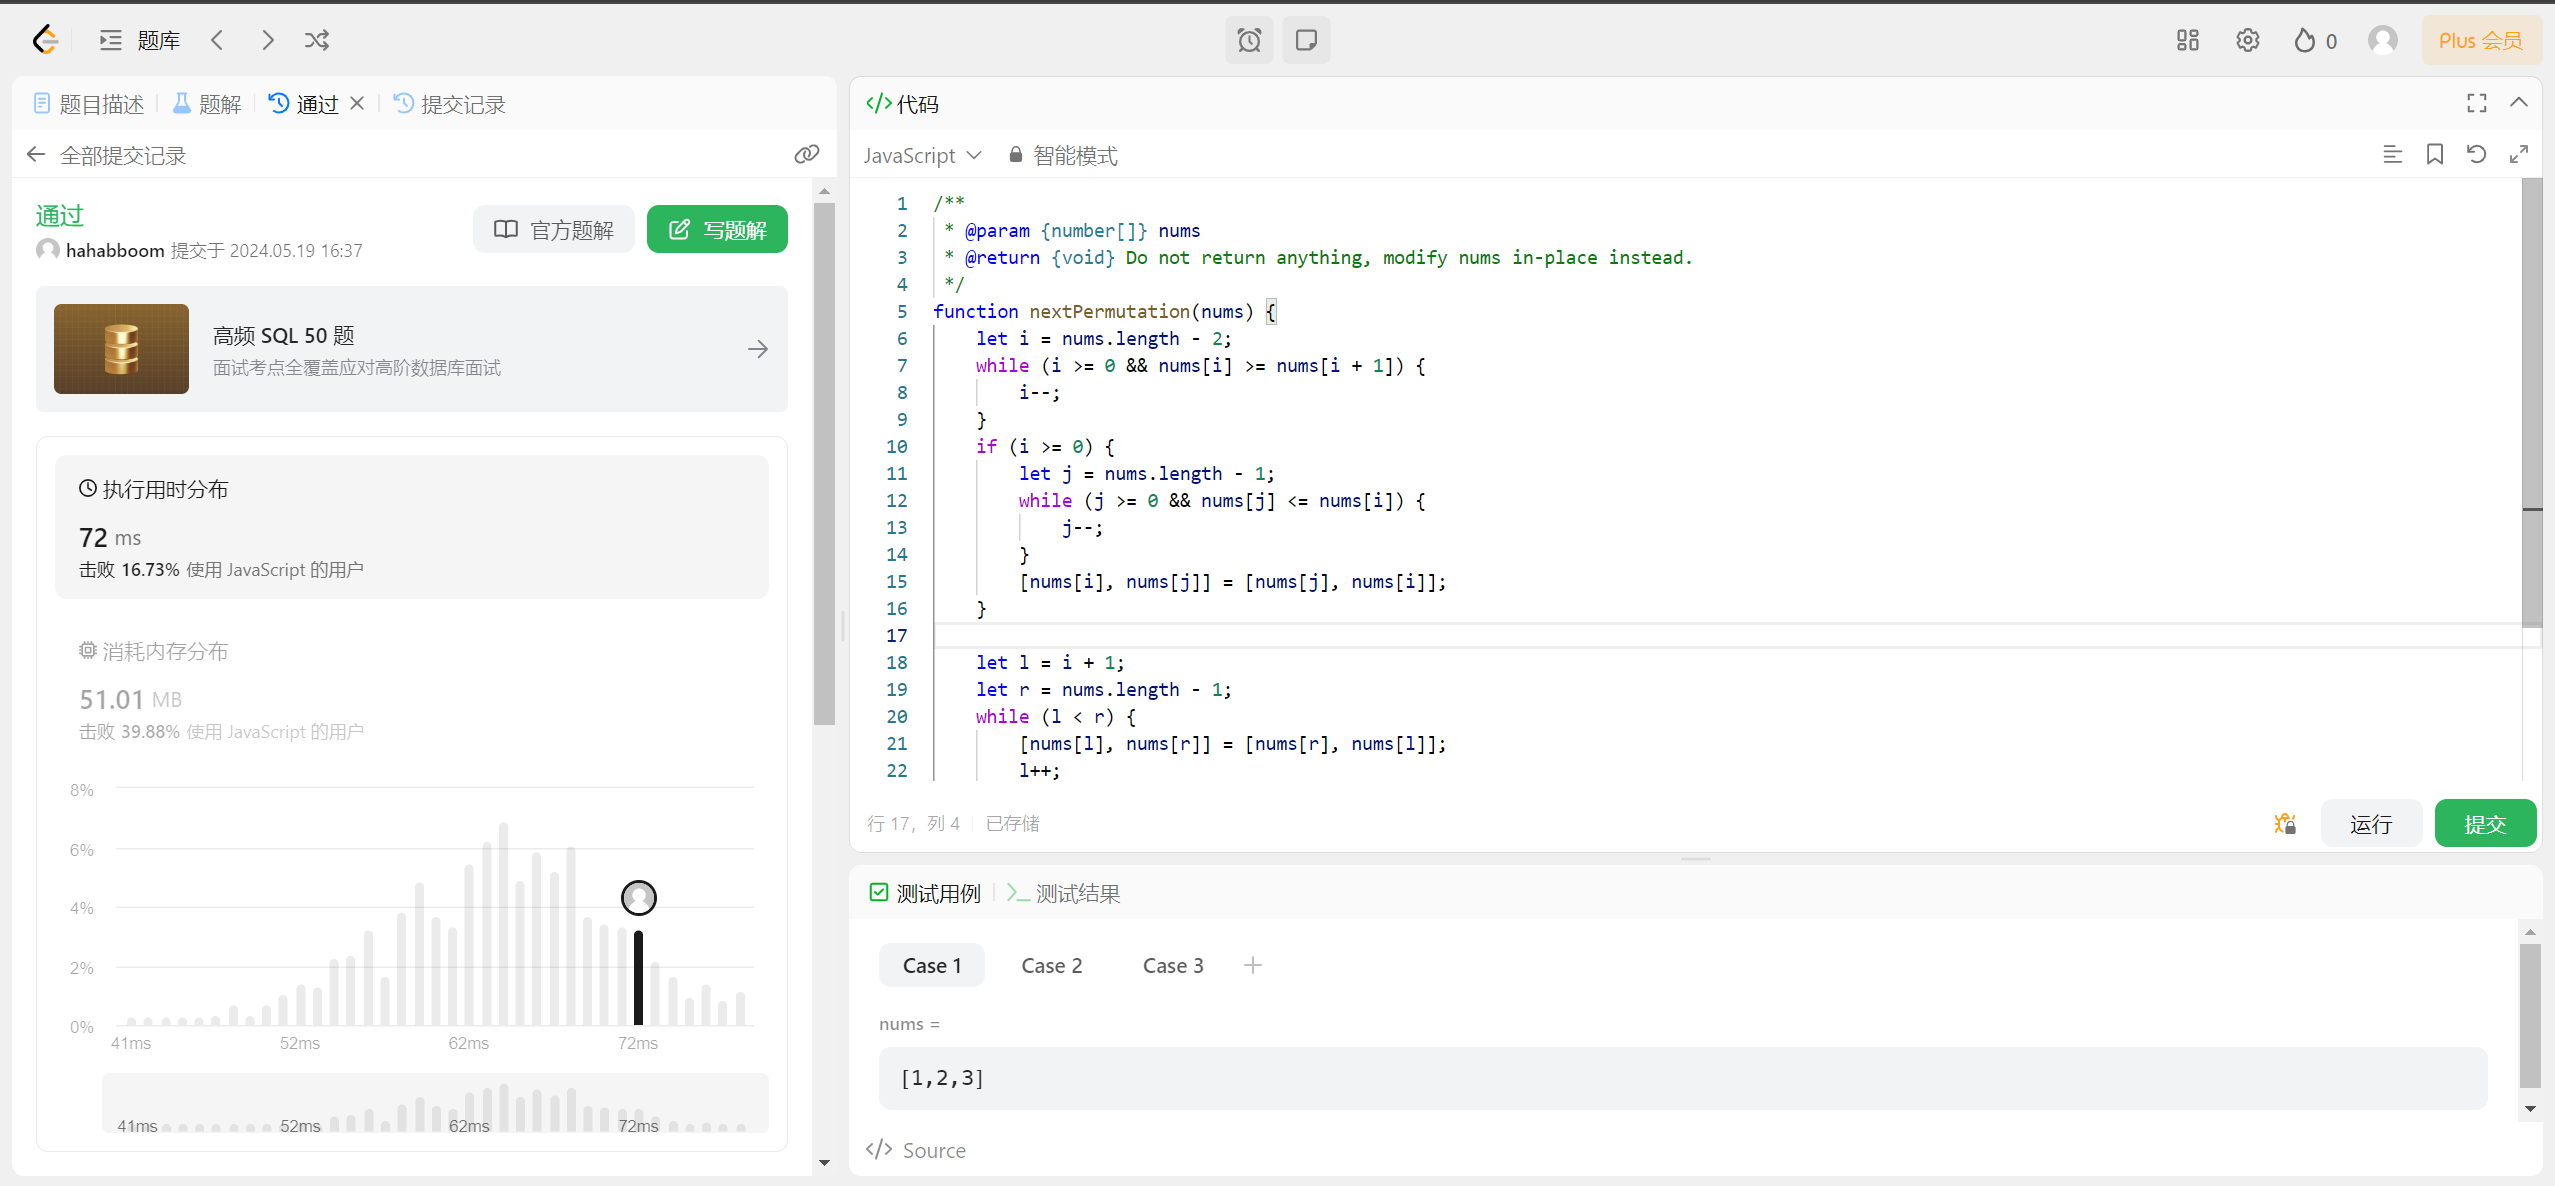 题库
0
Plus 会员
题目描述
题解
通过
提交记录
全部提交记录
通过
hahabboom 提交于 2024.05.19 16:37
官方题解
写题解
高频 SQL 50 题
面试考点全覆盖应对高阶数据库面试
执行用时分布
72 ms
击败 16.73% 使用 JavaScript 的用户
消耗内存分布
51.01 MB
击败 39.88% 使用 JavaScript 的用户
8%
6%
4%
2%
0%
41ms 52ms 62ms 72ms
41ms 52ms 62ms 72ms
</>代码
JavaScript 智能模式
1 /**
2 * @param {number[]} nums
3 * @return {void} Do not return anything, modify nums in-place instead.
4 */
5 function nextPermutation(nums) {
6 let i = nums.length - 2;
7 while (i >= 0 && nums[i] >= nums[i + 1]) {
8 i--;
9 }
10 if (i >= 0) {
11 let j = nums.length - 1;
12 while (j >= 0 && nums[j] <= nums[i]) {
13 j--;
14 }
15 [nums[i], nums[j]] = [nums[j], nums[i]];
16 }
17
18 let l = i + 1;
19 let r = nums.length - 1;
20 while (l < r) {
21 [nums[l], nums[r]] = [nums[r], nums[l]];
22 l++;
行 17, 列 4 已存储
运行
提交
测试用例
测试结果
Case 1 Case 2 Case 3
nums =
[1,2,3]
</> Source